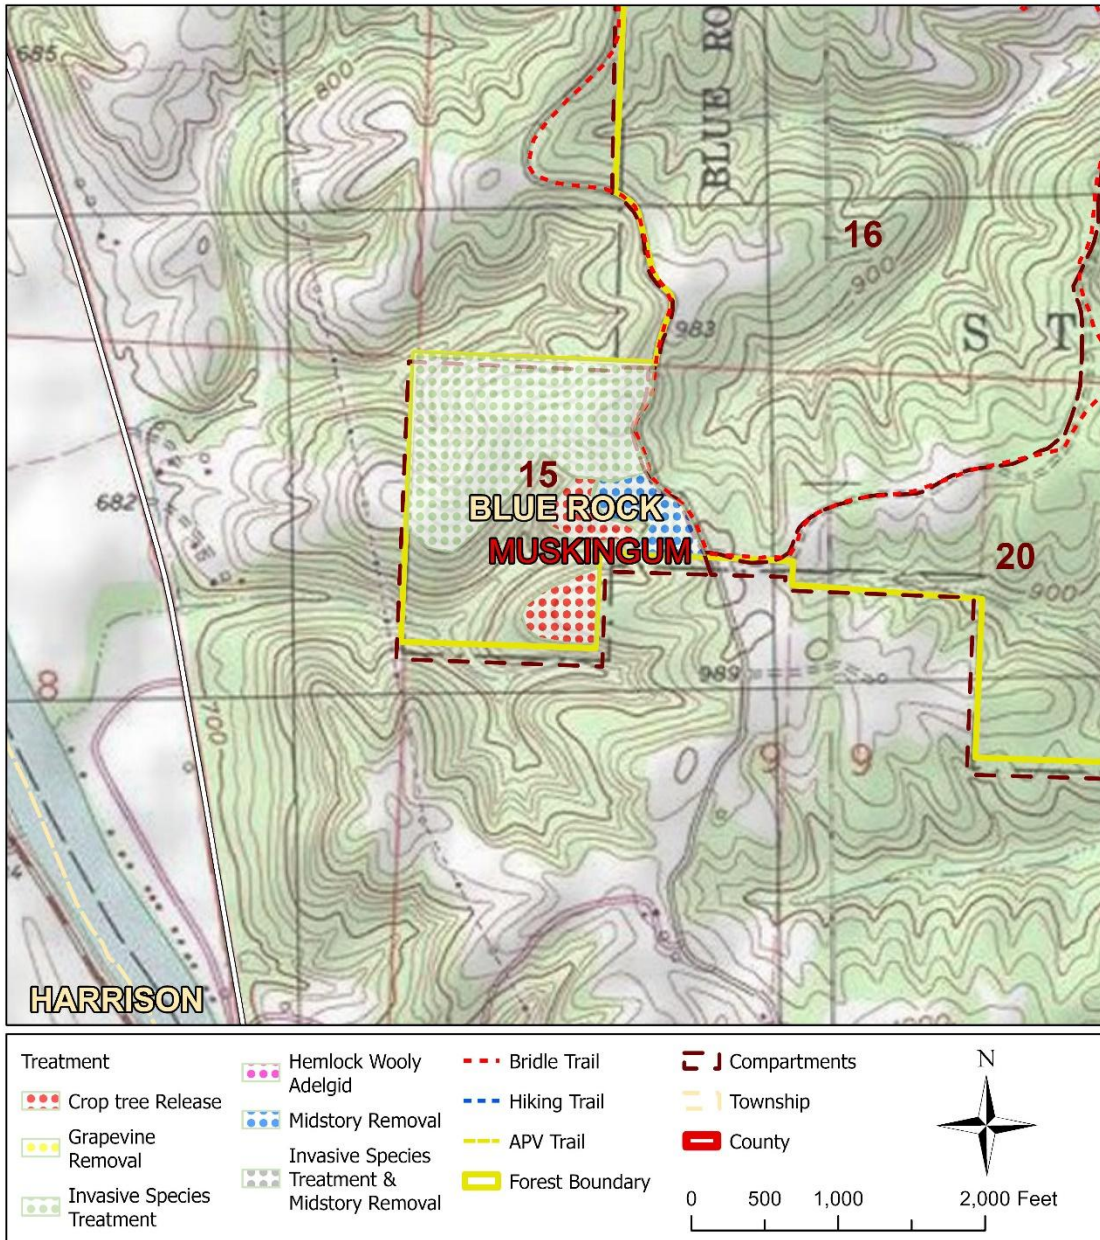 685
800
BLUE RO
16
900
983
S T
15
682
BLUE ROCK
MUSKINGUM
20
900
8
989
700
9 9
HARRISON
Treatment
Crop tree Release
Grapevine
Removal
Invasive Species
Treatment
Hemlock Wooly
Adelgid
Midstory Removal
Invasive Species
Treatment &
Midstory Removal
Bridle Trail
Hiking Trail
APV Trail
Forest Boundary
Compartments
Township
County
N
0 500 1,000 2,000 Feet